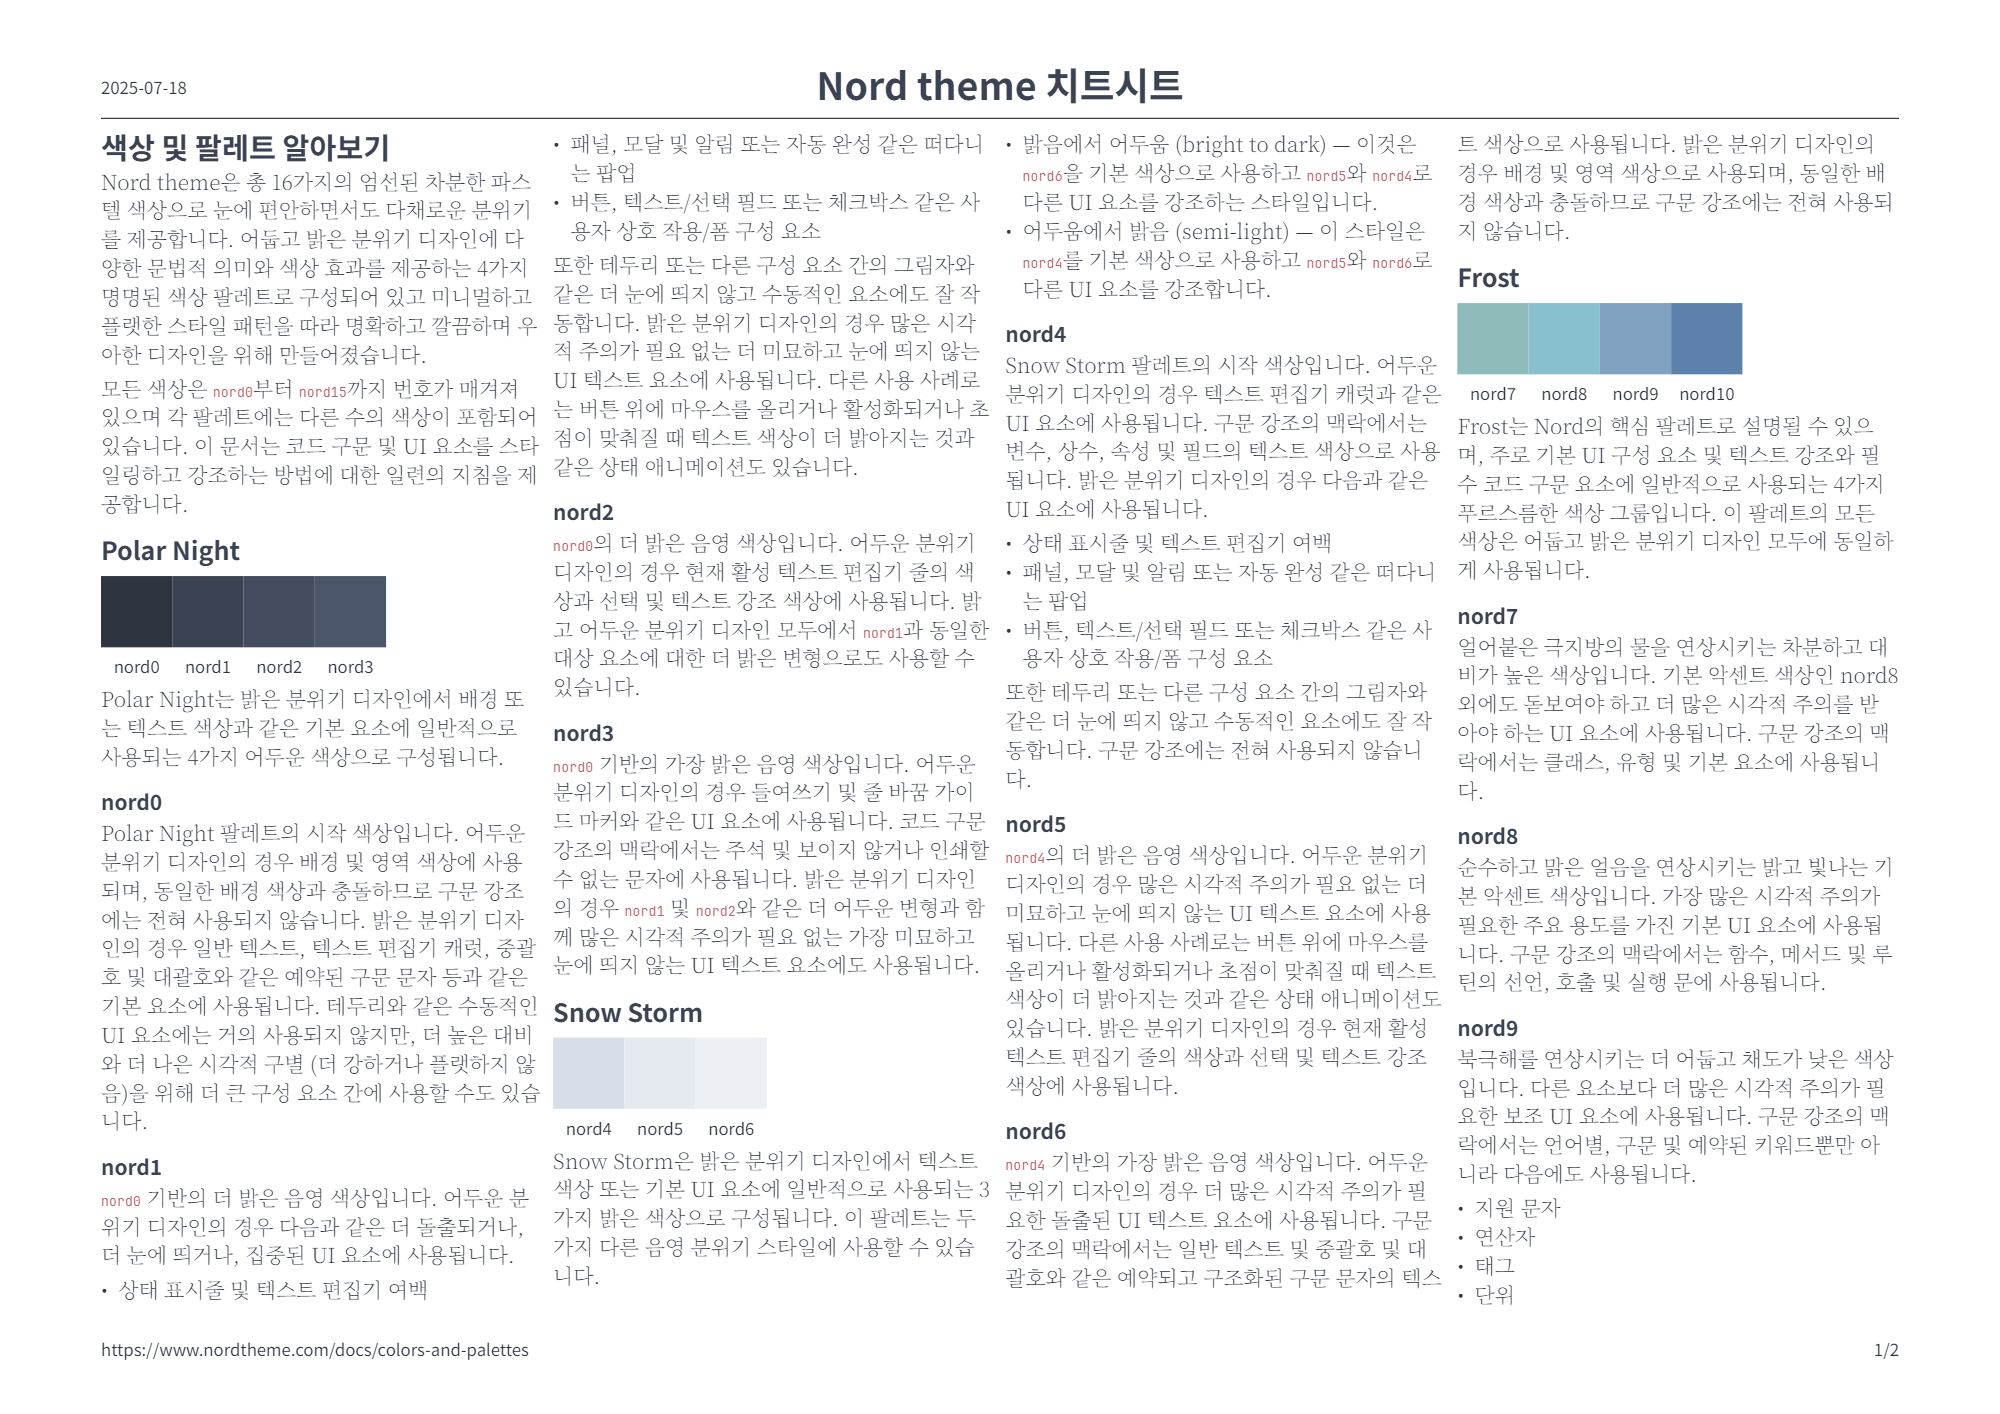 2025-07-18
Nord theme 치트시트
색상 및 팔레트 알아보기
Nord theme은 총 16가지의 엄선된 차분한 파스
텔 색상으로 눈에 편안하면서도 다채로운 분위기
를 제공합니다. 어둡고 밝은 분위기 디자인에 다
양한 문법적 의미와 색상 효과를 제공하는 4가지
명명된 색상 팔레트로 구성되어 있고 미니멀하고
플랫한 스타일 패턴을 따라 명확하고 깔끔하며 우
아한 디자인을 위해 만들어졌습니다.
모든 색상은 nord0부터 nord15까지 번호가 매겨져
있으며 각 팔레트에는 다른 수의 색상이 포함되어
있습니다. 이 문서는 코드 구문 및 UI 요소를 스타
일링하고 강조하는 방법에 대한 일련의 지침을 제
공합니다.
Polar Night
nord0 nord1 nord2 nord3
Polar Night는 밝은 분위기 디자인에서 배경 또
는 텍스트 색상과 같은 기본 요소에 일반적으로
사용되는 4가지 어두운 색상으로 구성됩니다.
nord0
Polar Night 팔레트의 시작 색상입니다. 어두운
분위기 디자인의 경우 배경 및 영역 색상에 사용
되며, 동일한 배경 색상과 충돌하므로 구문 강조
에는 전혀 사용되지 않습니다. 밝은 분위기 디자
인의 경우 일반 텍스트, 텍스트 편집기 캐럿, 중괄
호 및 대괄호와 같은 예약된 구문 문자 등과 같은
기본 요소에 사용됩니다. 테두리와 같은 수동적인
UI 요소에는 거의 사용되지 않지만, 더 높은 대비
와 더 나은 시각적 구별 (더 강하거나 플랫하지 않
음)을 위해 더 큰 구성 요소 간에 사용할 수도 있습
니다.
nord1
nord0 기반의 더 밝은 음영 색상입니다. 어두운 분
위기 디자인의 경우 다음과 같은 더 돌출되거나,
더 눈에 띄거나, 집중된 UI 요소에 사용됩니다.
• 상태 표시줄 및 텍스트 편집기 여백
• 패널, 모달 및 알림 또는 자동 완성 같은 떠다니
는 팝업
• 버튼, 텍스트/선택 필드 또는 체크박스 같은 사
용자 상호 작용/폼 구성 요소
또한 테두리 또는 다른 구성 요소 간의 그림자와
같은 더 눈에 띄지 않고 수동적인 요소에도 잘 작
동합니다. 밝은 분위기 디자인의 경우 많은 시각
적 주의가 필요 없는 더 미묘하고 눈에 띄지 않는
UI 텍스트 요소에 사용됩니다. 다른 사용 사례로
는 버튼 위에 마우스를 올리거나 활성화되거나 초
점이 맞춰질 때 텍스트 색상이 더 밝아지는 것과
같은 상태 애니메이션도 있습니다.
nord2
nord0의 더 밝은 음영 색상입니다. 어두운 분위기
디자인의 경우 현재 활성 텍스트 편집기 줄의 색
상과 선택 및 텍스트 강조 색상에 사용됩니다. 밝
고 어두운 분위기 디자인 모두에서 nord1과 동일한
대상 요소에 대한 더 밝은 변형으로도 사용할 수
있습니다.
nord3
nord0 기반의 가장 밝은 음영 색상입니다. 어두운
분위기 디자인의 경우 들여쓰기 및 줄 바꿈 가이
드 마커와 같은 UI 요소에 사용됩니다. 코드 구문
강조의 맥락에서는 주석 및 보이지 않거나 인쇄할
수 없는 문자에 사용됩니다. 밝은 분위기 디자인
의 경우 nord1 및 nord2와 같은 더 어두운 변형과 함
께 많은 시각적 주의가 필요 없는 가장 미묘하고
눈에 띄지 않는 UI 텍스트 요소에도 사용됩니다.
Snow Storm
nord4 nord5 nord6
Snow Storm은 밝은 분위기 디자인에서 텍스트
색상 또는 기본 UI 요소에 일반적으로 사용되는 3
가지 밝은 색상으로 구성됩니다. 이 팔레트는 두
가지 다른 음영 분위기 스타일에 사용할 수 있습
니다.
• 밝음에서 어두움 (bright to dark) — 이것은
nord6을 기본 색상으로 사용하고 nord5와 nord4로
다른 UI 요소를 강조하는 스타일입니다.
• 어두움에서 밝음 (semi-light) — 이 스타일은
nord4를 기본 색상으로 사용하고 nord5와 nord6로
다른 UI 요소를 강조합니다.
nord4
Snow Storm 팔레트의 시작 색상입니다. 어두운
분위기 디자인의 경우 텍스트 편집기 캐럿과 같은
UI 요소에 사용됩니다. 구문 강조의 맥락에서는
변수, 상수, 속성 및 필드의 텍스트 색상으로 사용
됩니다. 밝은 분위기 디자인의 경우 다음과 같은
UI 요소에 사용됩니다.
• 상태 표시줄 및 텍스트 편집기 여백
• 패널, 모달 및 알림 또는 자동 완성 같은 떠다니
는 팝업
• 버튼, 텍스트/선택 필드 또는 체크박스 같은 사
용자 상호 작용/폼 구성 요소
또한 테두리 또는 다른 구성 요소 간의 그림자와
같은 더 눈에 띄지 않고 수동적인 요소에도 잘 작
동합니다. 구문 강조에는 전혀 사용되지 않습니
다.
nord5
nord4의 더 밝은 음영 색상입니다. 어두운 분위기
디자인의 경우 많은 시각적 주의가 필요 없는 더
미묘하고 눈에 띄지 않는 UI 텍스트 요소에 사용
됩니다. 다른 사용 사례로는 버튼 위에 마우스를
올리거나 활성화되거나 초점이 맞춰질 때 텍스트
색상이 더 밝아지는 것과 같은 상태 애니메이션도
있습니다. 밝은 분위기 디자인의 경우 현재 활성
텍스트 편집기 줄의 색상과 선택 및 텍스트 강조
색상에 사용됩니다.
nord6
nord4 기반의 가장 밝은 음영 색상입니다. 어두운
분위기 디자인의 경우 더 많은 시각적 주의가 필
요한 돌출된 UI 텍스트 요소에 사용됩니다. 구문
강조의 맥락에서는 일반 텍스트 및 중괄호 및 대
괄호와 같은 예약되고 구조화된 구문 문자의 텍스
트 색상으로 사용됩니다. 밝은 분위기 디자인의
경우 배경 및 영역 색상으로 사용되며, 동일한 배
경 색상과 충돌하므로 구문 강조에는 전혀 사용되
지 않습니다.
Frost
nord7 nord8 nord9 nord10
Frost는 Nord의 핵심 팔레트로 설명될 수 있으
며, 주로 기본 UI 구성 요소 및 텍스트 강조와 필
수 코드 구문 요소에 일반적으로 사용되는 4가지
푸르스름한 색상 그룹입니다. 이 팔레트의 모든
색상은 어둡고 밝은 분위기 디자인 모두에 동일하
게 사용됩니다.
nord7
얼어붙은 극지방의 물을 연상시키는 차분하고 대
비가 높은 색상입니다. 기본 악센트 색상인 nord8
외에도 돋보여야 하고 더 많은 시각적 주의를 받
아야 하는 UI 요소에 사용됩니다. 구문 강조의 맥
락에서는 클래스, 유형 및 기본 요소에 사용됩니
다.
nord8
순수하고 맑은 얼음을 연상시키는 밝고 빛나는 기
본 악센트 색상입니다. 가장 많은 시각적 주의가
필요한 주요 용도를 가진 기본 UI 요소에 사용됩
니다. 구문 강조의 맥락에서는 함수, 메서드 및 루
틴의 선언, 호출 및 실행 문에 사용됩니다.
nord9
북극해를 연상시키는 더 어둡고 채도가 낮은 색상
입니다. 다른 요소보다 더 많은 시각적 주의가 필
요한 보조 UI 요소에 사용됩니다. 구문 강조의 맥
락에서는 언어별, 구문 및 예약된 키워드뿐만 아
니라 다음에도 사용됩니다.
• 지원 문자
• 연산자
• 태그
• 단위
https://www.nordtheme.com/docs/colors-and-palettes
1/2